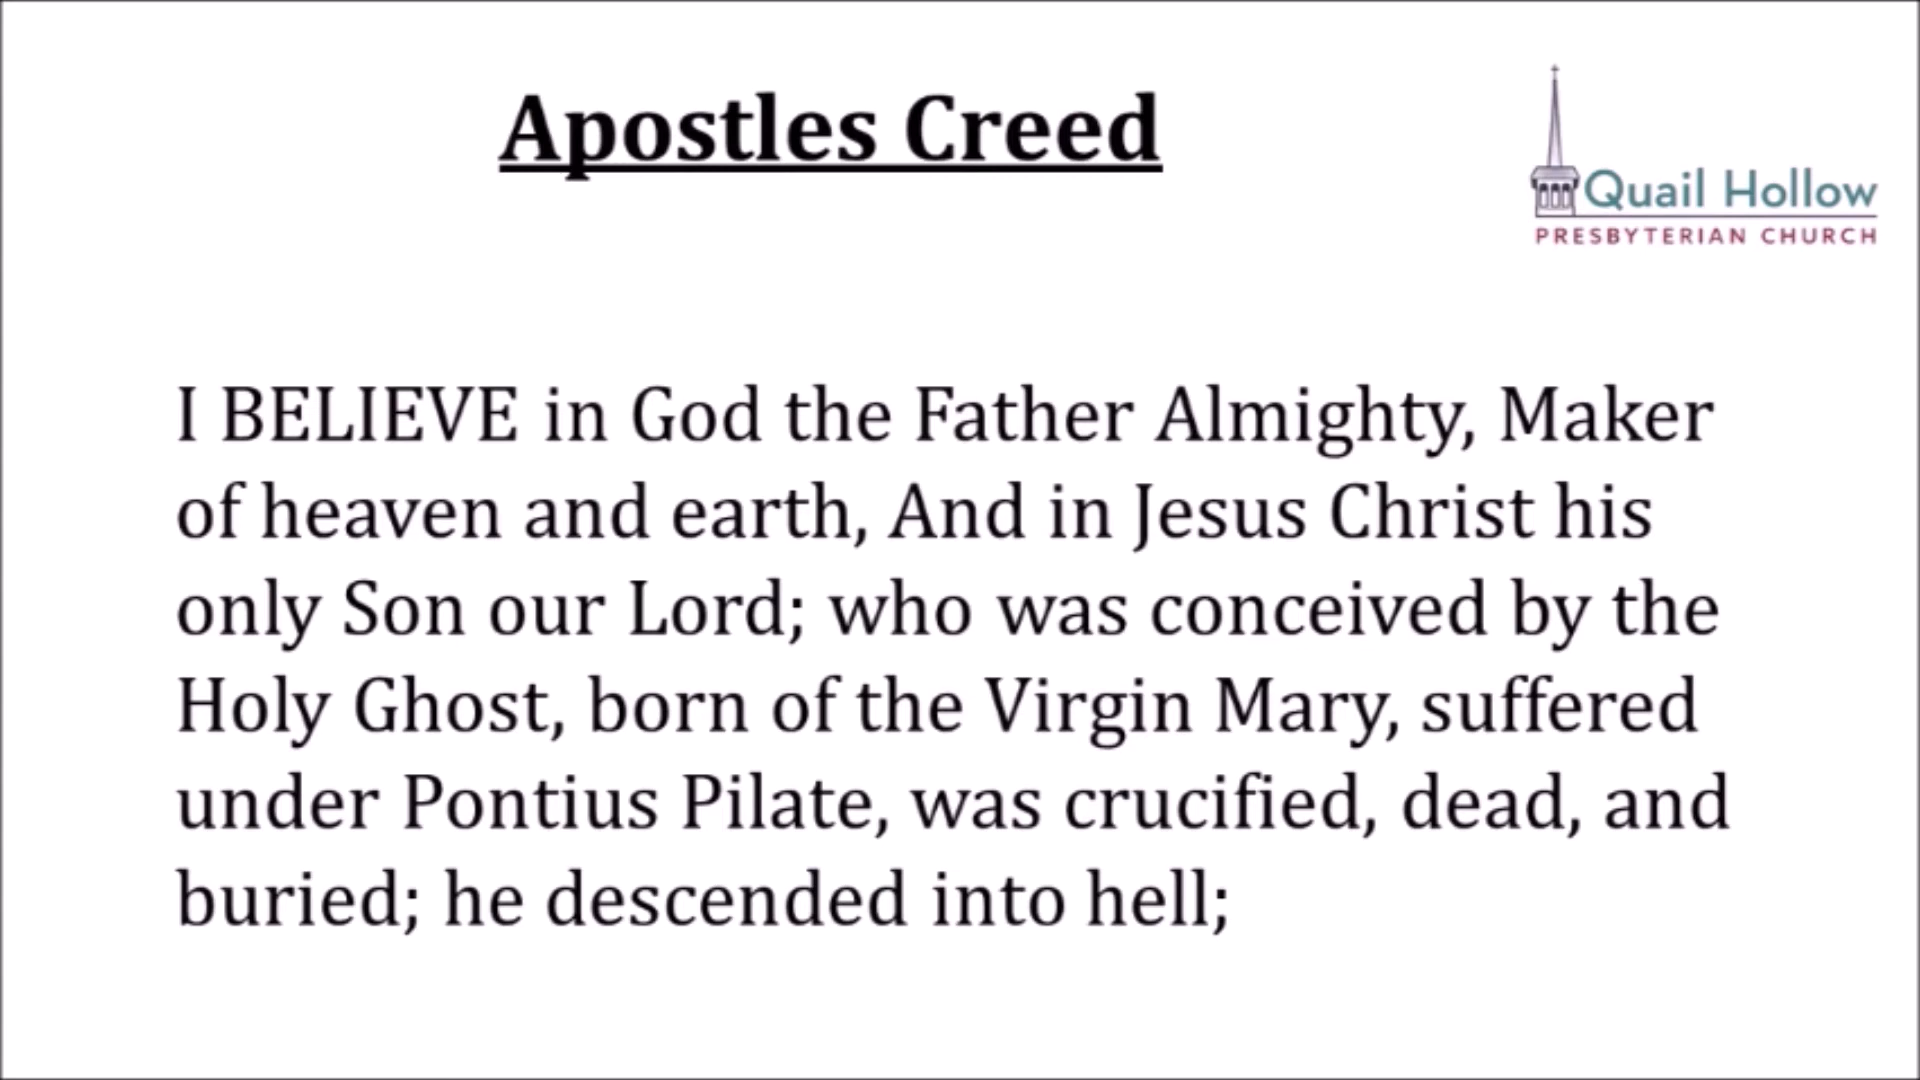 Apostles Creed
Quail Hollow
PRESBYTERIAN CHURCH
I BELIEVE in God the Father Almighty, Maker
of heaven and earth, And in Jesus Christ his
only Son our Lord; who was conceived by the
Holy Ghost, born of the Virgin Mary, suffered
under Pontius Pilate, was crucified, dead, and
buried; he descended into hell;